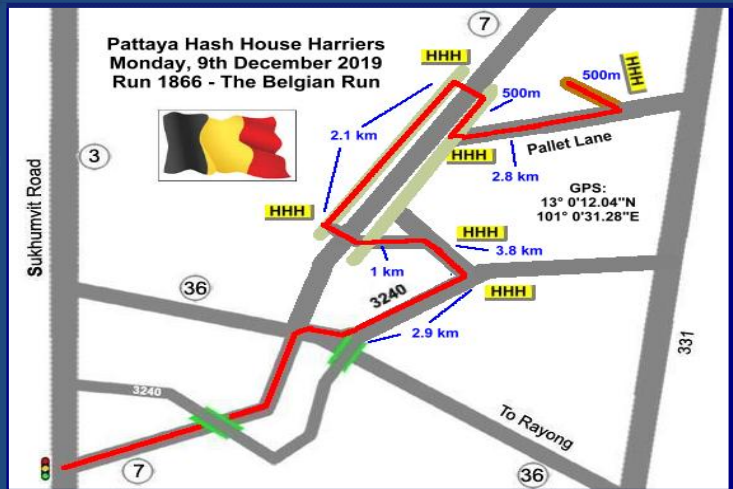 Pattaya Hash House Harriers
Monday, 9th December 2019
Run 1866 - The Belgian Run
7
HHH
HHH
500m
500m
3
2.1 km
HHH
Pallet Lane
2.8 km
GPS:
13° 0'12.04"N
101° 0'31.28"E
Sukhumvit Road
HHH
HHH
3.8 km
1 km
36
3240
HHH
2.9 km
331
3240
To Rayong
7
36